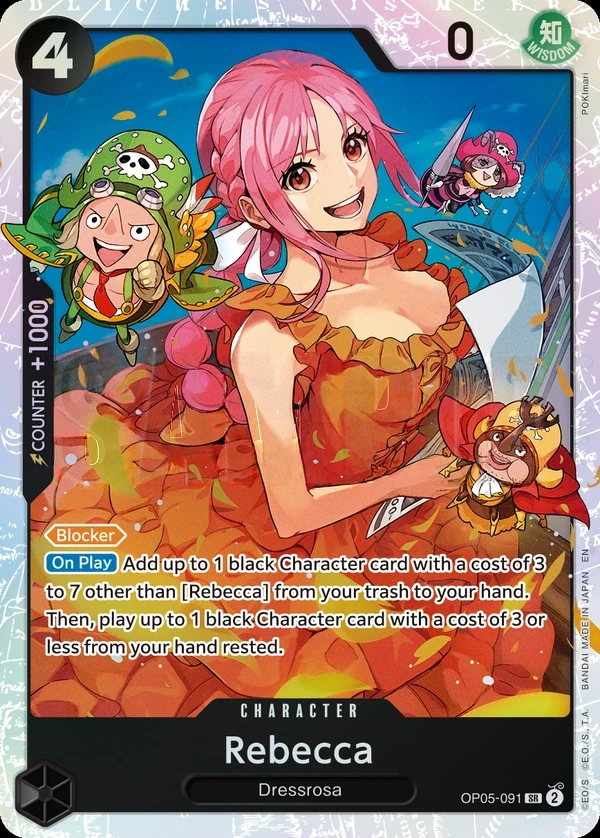 4
0
知
WISDOM
POKImari
COUNTER +1000
Blocker
On Play Add up to 1 black Character card with a cost of 3
to 7 other than [Rebecca] from your trash to your hand.
Then, play up to 1 black Character card with a cost of 3 or
less from your hand rested.
CHARACTER
Rebecca
Dressrosa
OP05-091 SR 2
©EO/S ©E.O./S., T.A. BANDAI MADE IN JAPAN EN